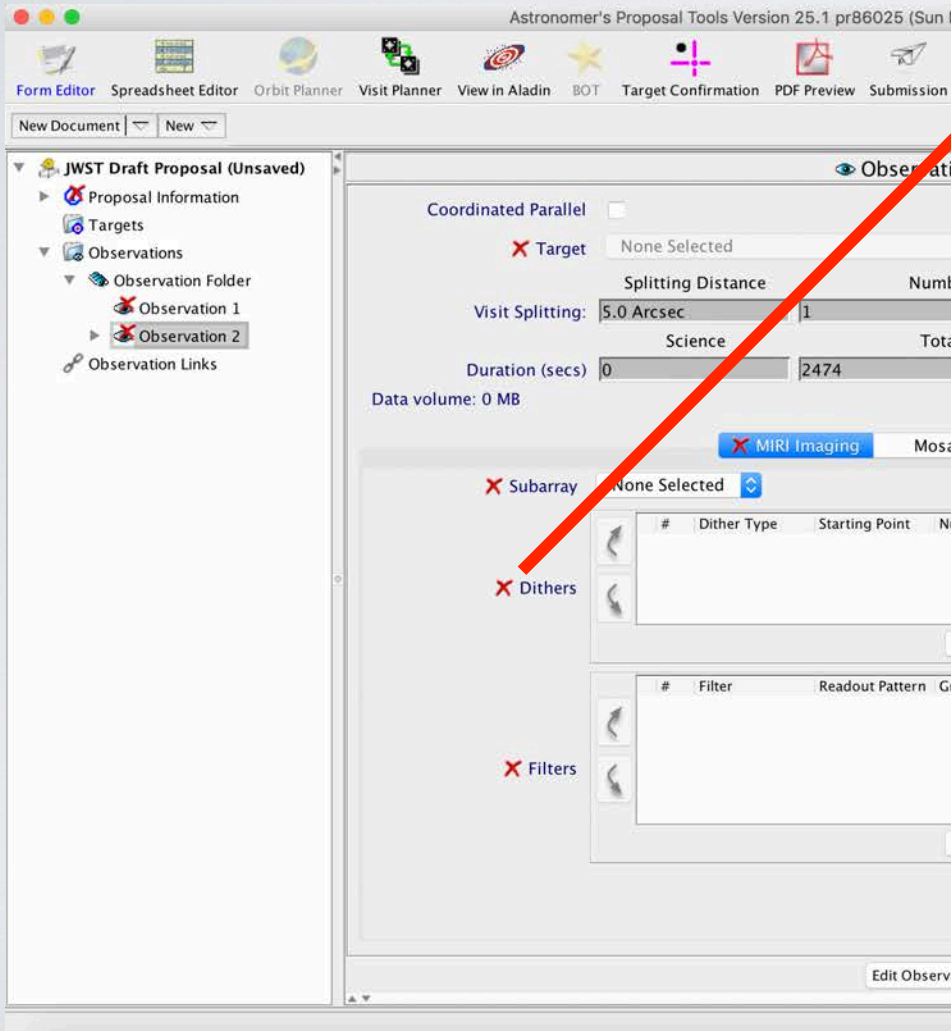 Astronomer's Proposal Tools Version 25.1 pr86025 (Sun
Form Editor Spreadsheet Editor Orbit Planner Visit Planner View in Aladin BOT Target Confirmation PDF Preview Submission
New Document New
JWST Draft Proposal (Unsaved)
Proposal Information
Targets
Observations
Observation Folder
Observation 1
Observation 2
Observation Links
Coordinated Parallel
Target None Selected
Splitting Distance
Visit Splitting: 5.0 Arcsec 1
Science
Duration (secs) 0 2474
Data volume: 0 MB
MIRI Imaging
Subarray None Selected
# Dither Type Starting Point
Dithers
# Filter Readout Pattern
Filters
Edit